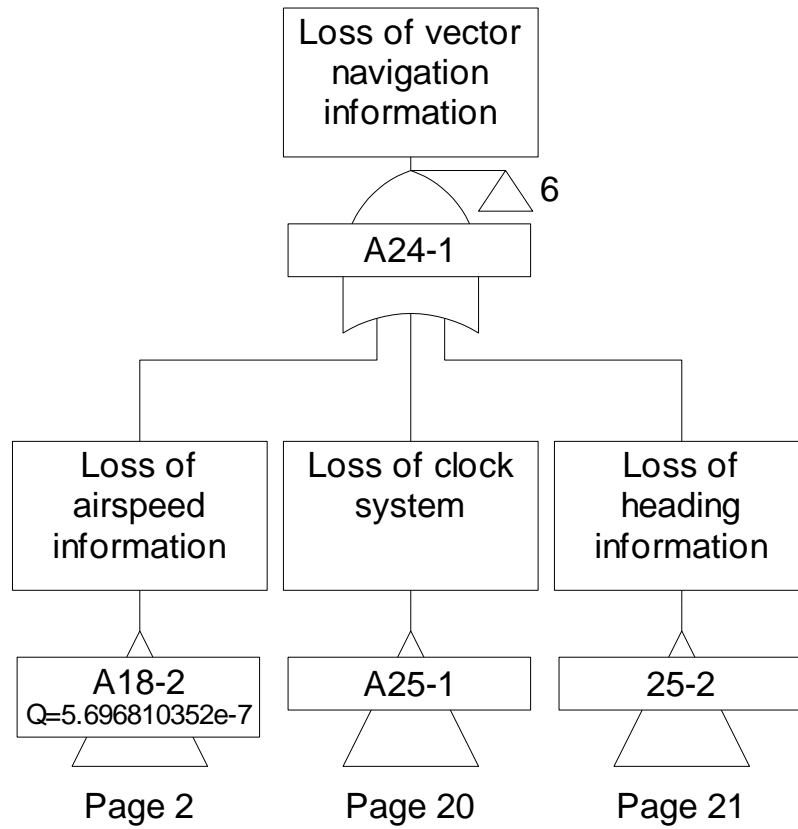 Loss of vector
navigation
information
6
A24-1
Loss of
airspeed
information
Loss of clock
system
Loss of
heading
information
A18-2
Q=5.696810352e-7
A25-1
25-2
Page 2
Page 20
Page 21